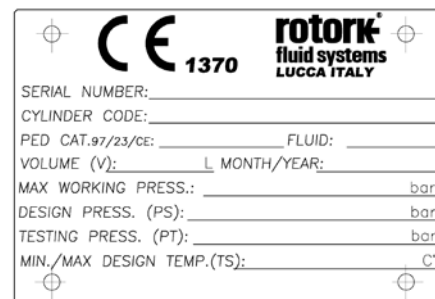 CE 1370
rotork®
fluid systems
LUCCA ITALY
SERIAL NUMBER:
CYLINDER CODE:
PED CAT.97/23/CE: FLUID:
VOLUME (V): L MONTH/YEAR:
MAX WORKING PRESS.: bar
DESIGN PRESS. (PS): bar
TESTING PRESS. (PT): bar
MIN./MAX DESIGN TEMP.(TS): C°